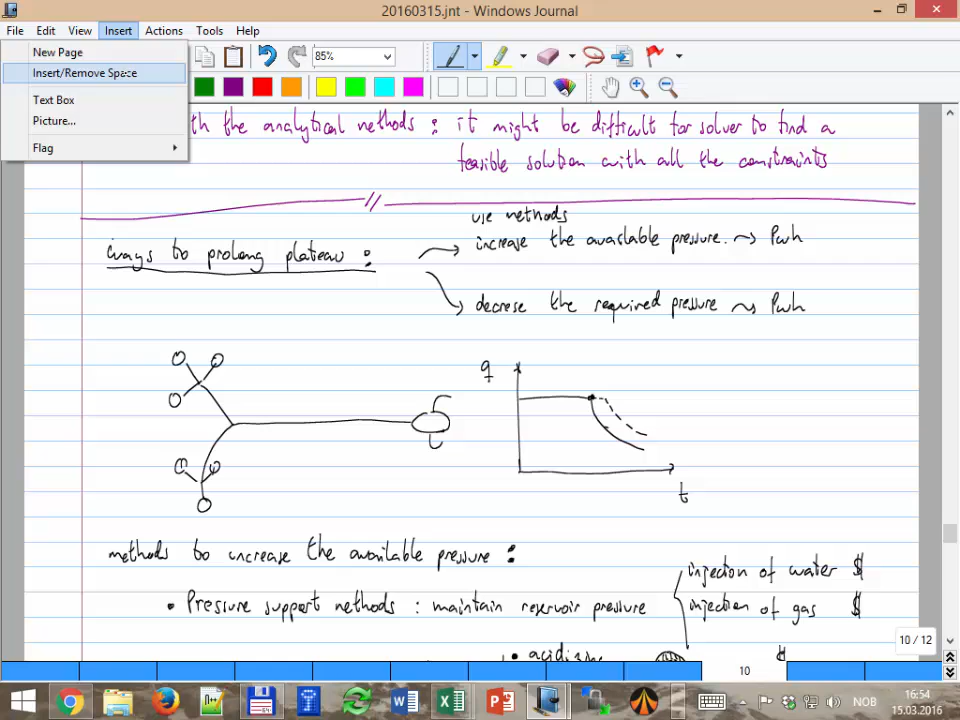 20160315.jnt - Windows Journal
File Edit View Insert Actions Tools Help
New Page
Insert/Remove Space
Text Box
Picture...
Flag
85%
th the analytical methods : it might be difficult for solver to find a
feasible solution with all the constraints
use methods
ways to prolong plateau :
increase the available pressure. ~> Pwh
decrese the required pressure ~> Pwh
q
t
methods to increase the available pressure :
injection of water $
• Pressure support methods : maintain reservoir pressure
injection of gas $
10 / 12
• acidizing
$
10
NOB
16:54
15.03.2016